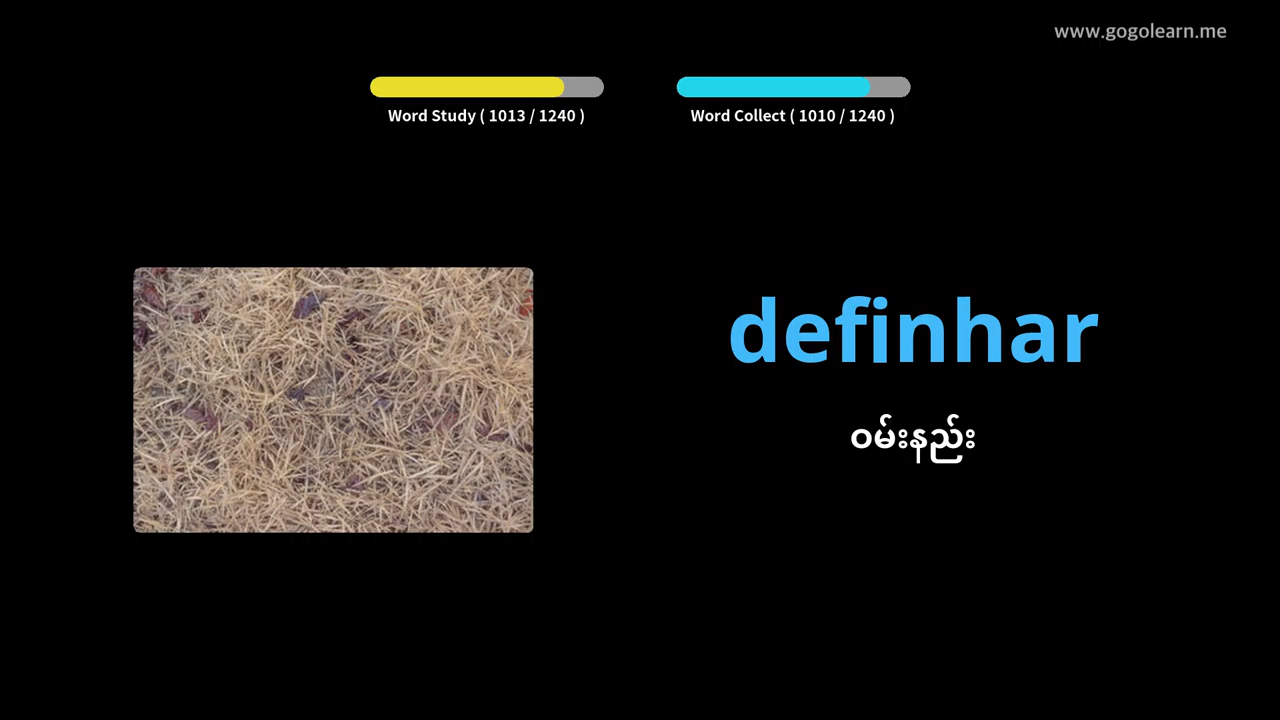 www.gogolearn.me
Word Study ( 1013 / 1240 )
Word Collect ( 1010 / 1240 )
definhar
ဝမ်းနည်း